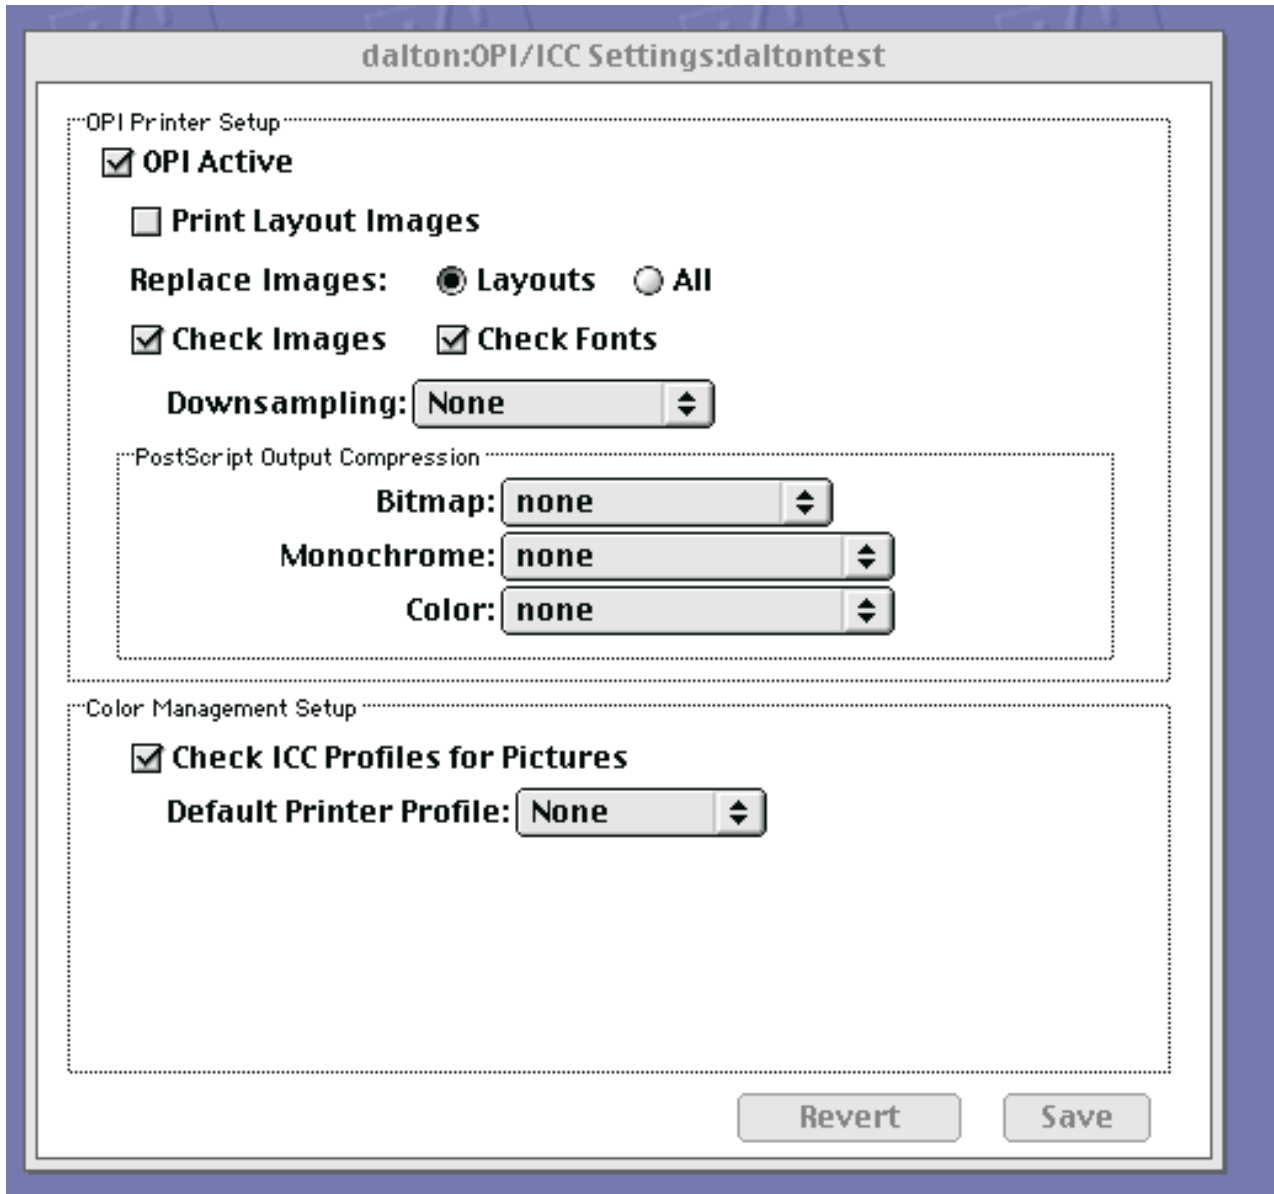 dalton:OPI/ICC Settings:daltontest
OPI Printer Setup
OPI Active
Print Layout Images
Replace Images: Layouts All
Check Images Check Fonts
Downsampling: None
PostScript Output Compression
Bitmap: none
Monochrome: none
Color: none
Color Management Setup
Check ICC Profiles for Pictures
Default Printer Profile: None
Revert Save